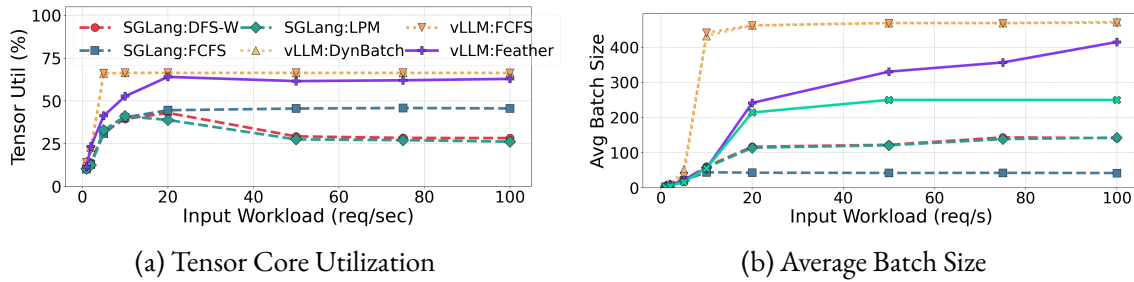 SGLang:DFS-W SGLang:LPM vLLM:FCFS
SGLang:FCFS vLLM:DynBatch vLLM:Feather
Tensor Util (%)
100
75
50
25
0
0 20 40 60 80 100
Input Workload (req/sec)
(a) Tensor Core Utilization
Avg Batch Size
400
300
200
100
0
0 20 40 60 80 100
Input Workload (req/s)
(b) Average Batch Size